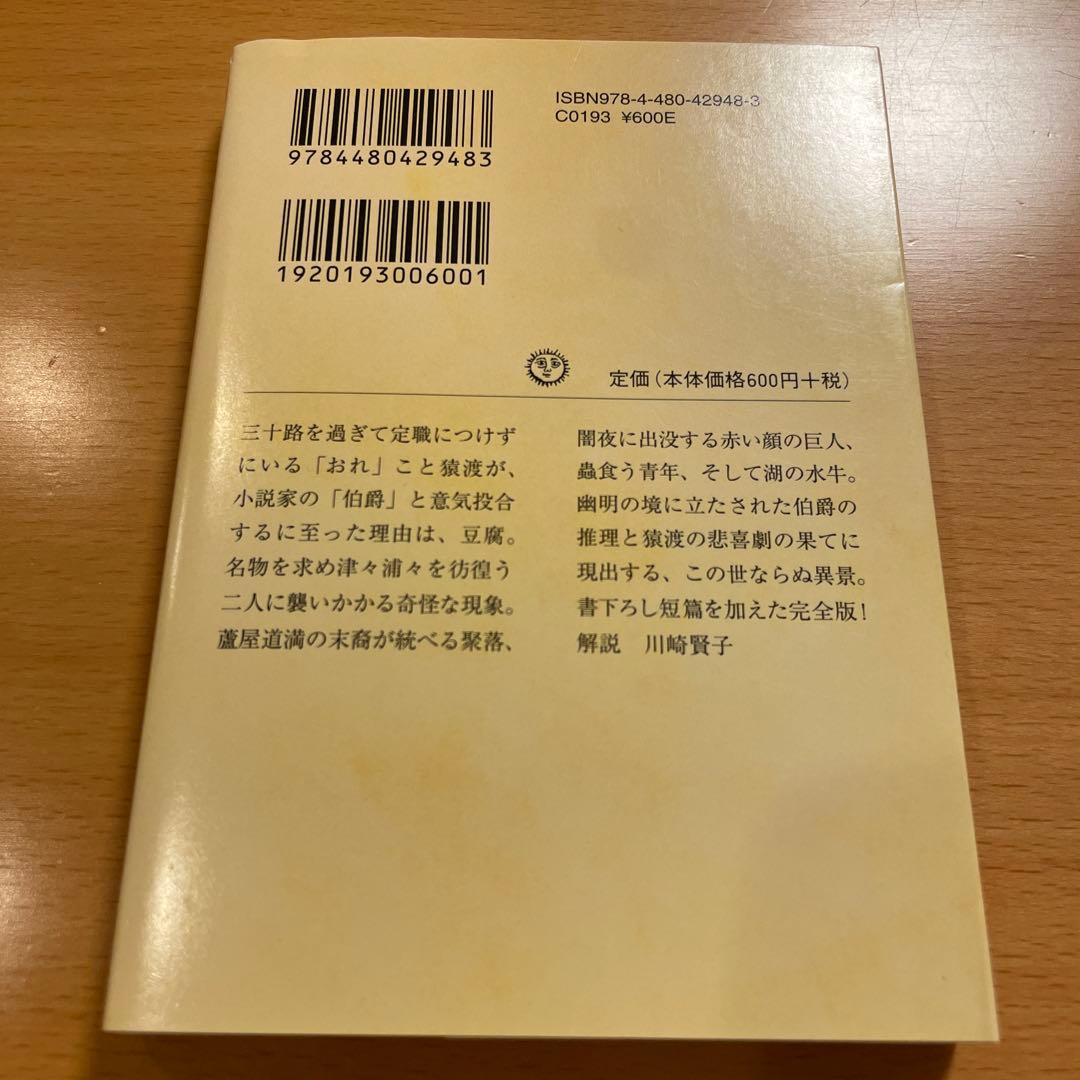 9784480429483
ISBN978-4-480-42948-3
C0193 ¥600E
1920193006001
定価(本体価格600円+税)
三十路を過ぎて定職につけず
にいる「おれ」こと猿渡が、
小説家の「伯爵」と意気投合
するに至った理由は、豆腐。
名物を求め津々浦々を彷徨う
二人に襲いかかる奇怪な現象。
蘆屋道満の末裔が統べる聚落、
闇夜に出没する赤い顔の巨人、
蟲食う青年、そして湖の水牛。
幽明の境に立たされた伯爵の
推理と猿渡の悲喜劇の果てに
現出する、この世ならぬ異景。
書下ろし短篇を加えた完全版!
解説 川崎賢子